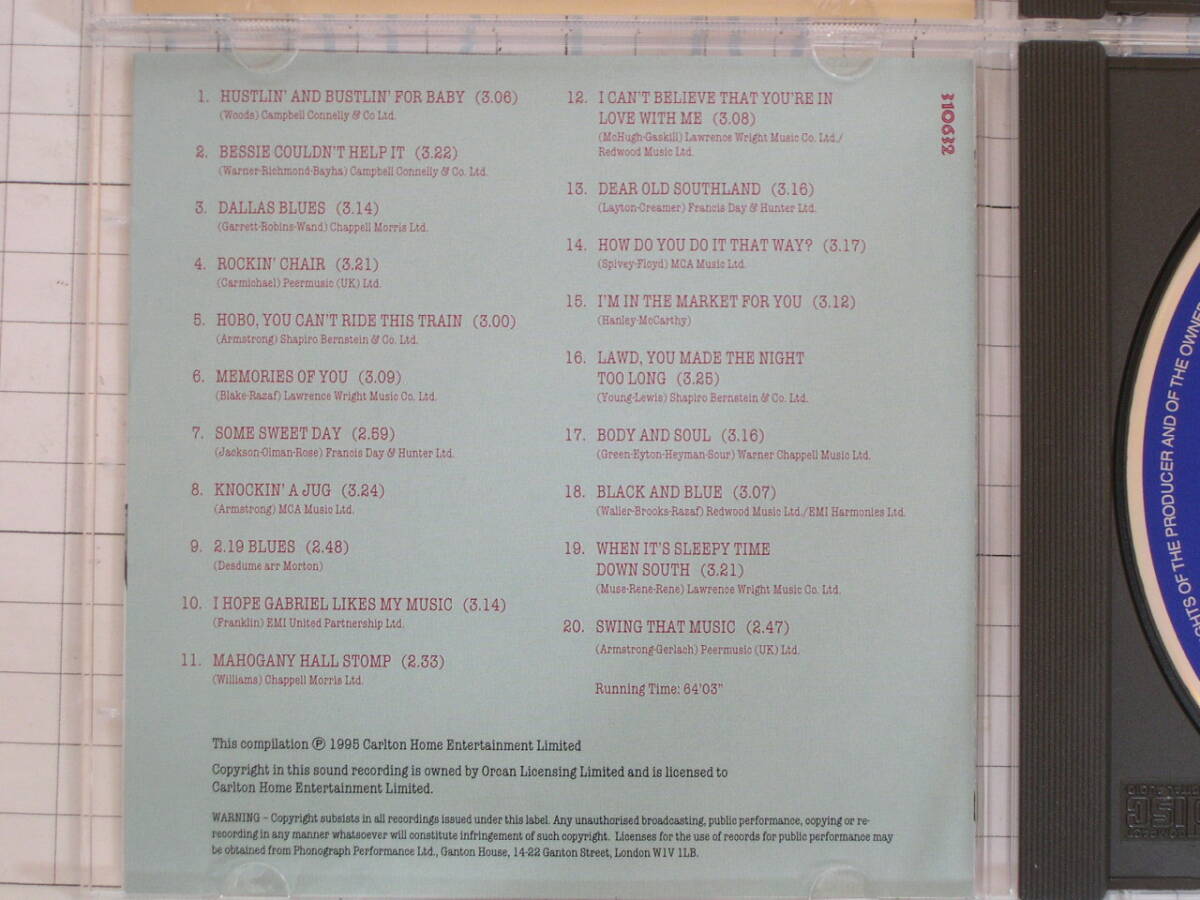 1. HUSTLIN' AND BUSTLIN' FOR BABY (3.06)
(Woods) Campbell Connelly & Co Ltd.
2. BESSIE COULDN'T HELP IT (3.22)
(Warner-Richmond-Bayha) Campbell Connelly & Co. Ltd.
3. DALLAS BLUES (3.14)
(Garrett-Robins-Wand) Chappell Morris Ltd.
4. ROCKIN' CHAIR (3.21)
(Carmichael) Peermusic (UK) Ltd.
5. HOBO, YOU CAN'T RIDE THIS TRAIN (3.00)
(Armstrong) Shapiro Bernstein & Co. Ltd.
6. MEMORIES OF YOU (3.09)
(Blake-Razaf) Lawrence Wright Music Co. Ltd.
7. SOME SWEET DAY (2.59)
(Jackson-Olman-Rose) Francis Day & Hunter Ltd.
8. KNOCKIN' A JUG (3.24)
(Armstrong) MCA Music Ltd.
9. 2.19 BLUES (2.48)
(Desdume arr Morton)
10. I HOPE GABRIEL LIKES MY MUSIC (3.14)
(Franklin) EMI United Partnership Ltd.
11. MAHOGANY HALL STOMP (2.33)
(Williams) Chappell Morris Ltd.
12. I CAN'T BELIEVE THAT YOU'RE IN
LOVE WITH ME (3.08)
(McHugh-Gaskill) Lawrence Wright Music Co. Ltd./
Redwood Music Ltd.
13. DEAR OLD SOUTHLAND (3.16)
(Layton-Creamer) Francis Day & Hunter Ltd.
14. HOW DO YOU DO IT THAT WAY? (3.17)
(Spivey-Floyd) MCA Music Ltd.
15. I'M IN THE MARKET FOR YOU (3.12)
(Hanley-McCarthy)
16. LAWD, YOU MADE THE NIGHT
TOO LONG (3.25)
(Young-Lewis) Shapiro Bernstein & Co. Ltd.
17. BODY AND SOUL (3.16)
(Green-Eyton-Heyman-Sour) Warner Chappell Music Ltd.
18. BLACK AND BLUE (3.07)
(Waller-Brooks-Razaf) Redwood Music Ltd./EMI Harmonies Ltd.
19. WHEN IT'S SLEEPY TIME
DOWN SOUTH (3.21)
(Muse-Rene-Rene) Lawrence Wright Music Co. Ltd.
20. SWING THAT MUSIC (2.47)
(Armstrong-Gerlach) Peermusic (UK) Ltd.
Running Time: 64'03"
310632
This compilation ℗ 1995 Carlton Home Entertainment Limited
Copyright in this sound recording is owned by Orcan Licensing Limited and is licensed to
Carlton Home Entertainment Limited.
WARNING – Copyright subsists in all recordings issued under this label. Any unauthorised broadcasting, public performance, copying or re-
recording in any manner whatsoever will constitute infringement of such copyright. Licenses for the use of records for public performance may
be obtained from Phonograph Performance Ltd., Ganton House, 14-22 Ganton Street, London W1V 1LB.
OF THE PRODUCER AND OF THE OWNER